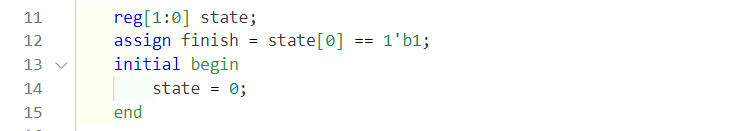 11 reg[1:0] state;
12 assign finish = state[0] == 1'b1;
13 initial begin
14 state = 0;
15 end